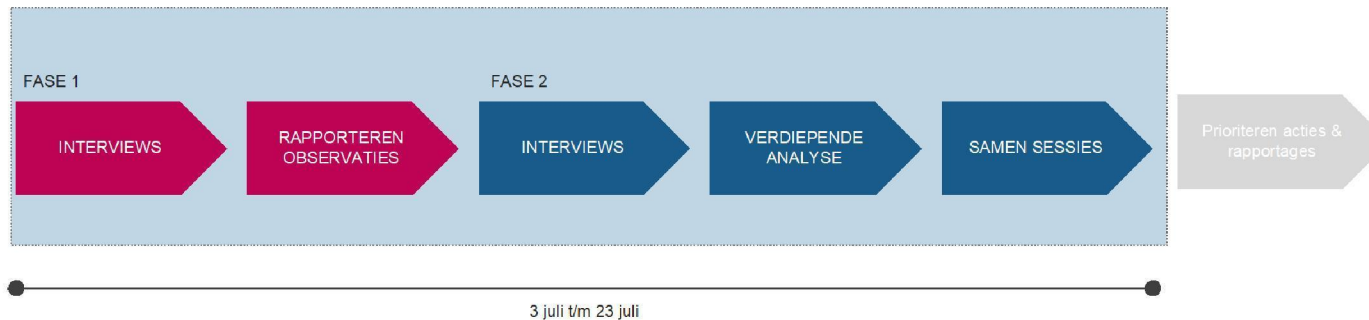 FASE 1
FASE 2
INTERVIEWS
RAPPORTEREN
OBSERVATIES
INTERVIEWS
VERDIEPENDE
ANALYSE
SAMEN SESSIES
Prioriteren acties &
rapportages
3 juli t/m 23 juli